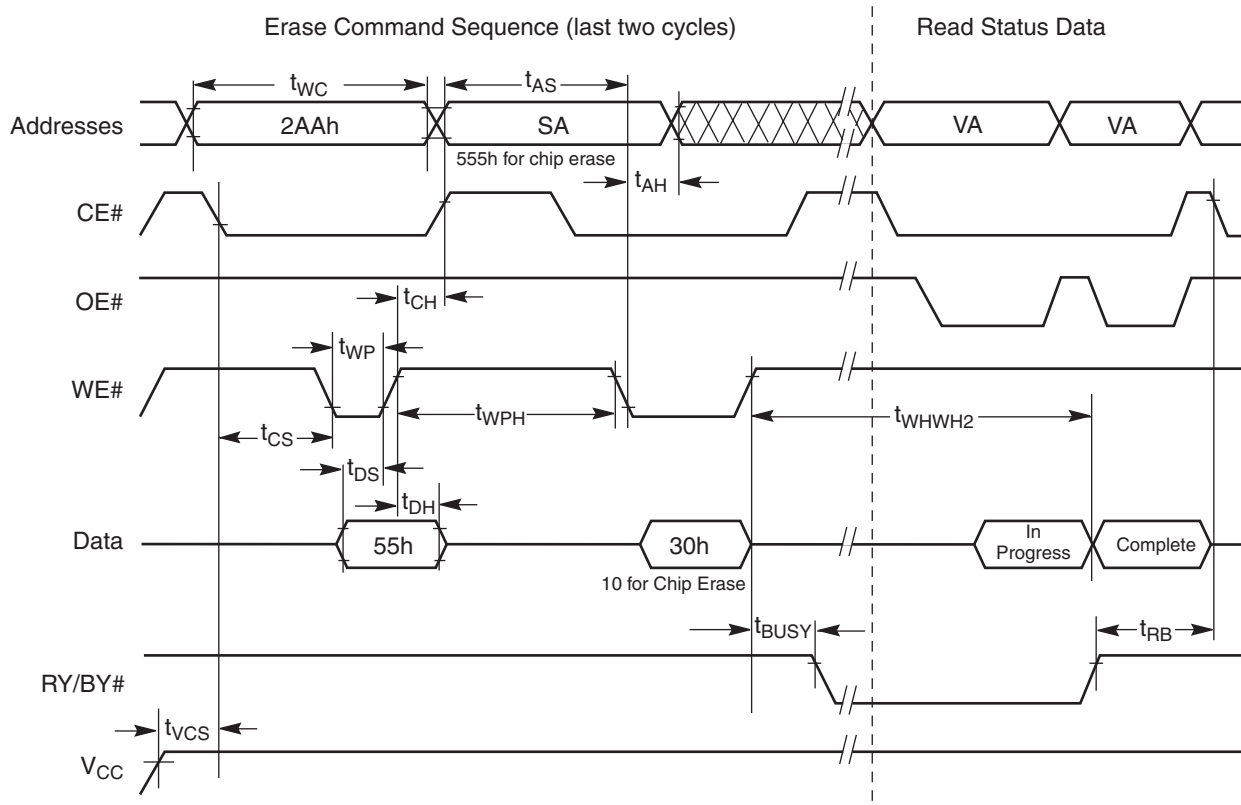 Erase Command Sequence (last two cycles)
Read Status Data
tWC
tAS
Addresses
2AAh
SA
VA
VA
555h for chip erase
tAH
CE#
OE#
tCH
tWP
WE#
tWPH
tWHWH2
tCS
tDS
tDH
Data
55h
30h
In
Progress
Complete
10 for Chip Erase
tBUSY
tRB
RY/BY#
tVCS
VCC